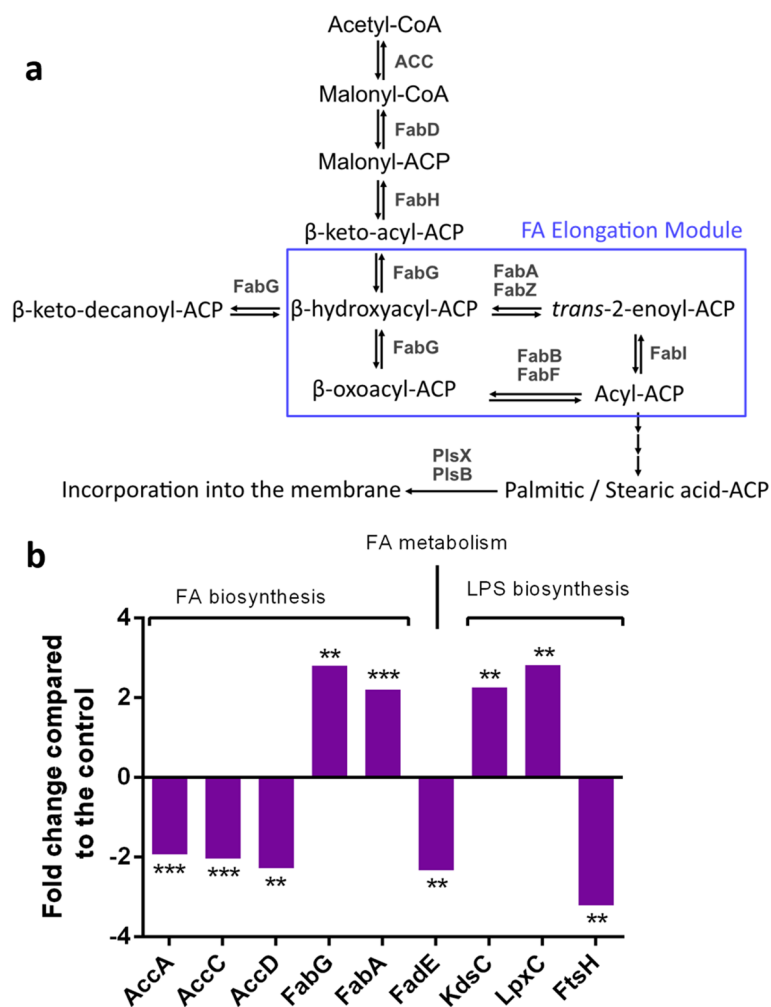 a
Acetyl-CoA
ACC
Malonyl-CoA
FabD
Malonyl-ACP
FabH
β-keto-acyl-ACP
FA Elongation Module
FabG
FabG
FabA
FabZ
β-keto-decanoyl-ACP
β-hydroxyacyl-ACP
trans-2-enoyl-ACP
FabG
FabB
FabF
FabI
β-oxoacyl-ACP
Acyl-ACP
PlsX
PlsB
Incorporation into the membrane
Palmitic / Stearic acid-ACP
b
FA metabolism
FA biosynthesis
LPS biosynthesis
Fold change compared
to the control
4
2
0
-2
-4
***
***
**
**
***
**
**
**
**
AccA
AccC
AccD
FabG
FabA
FadE
KdsC
LpxC
FtsH